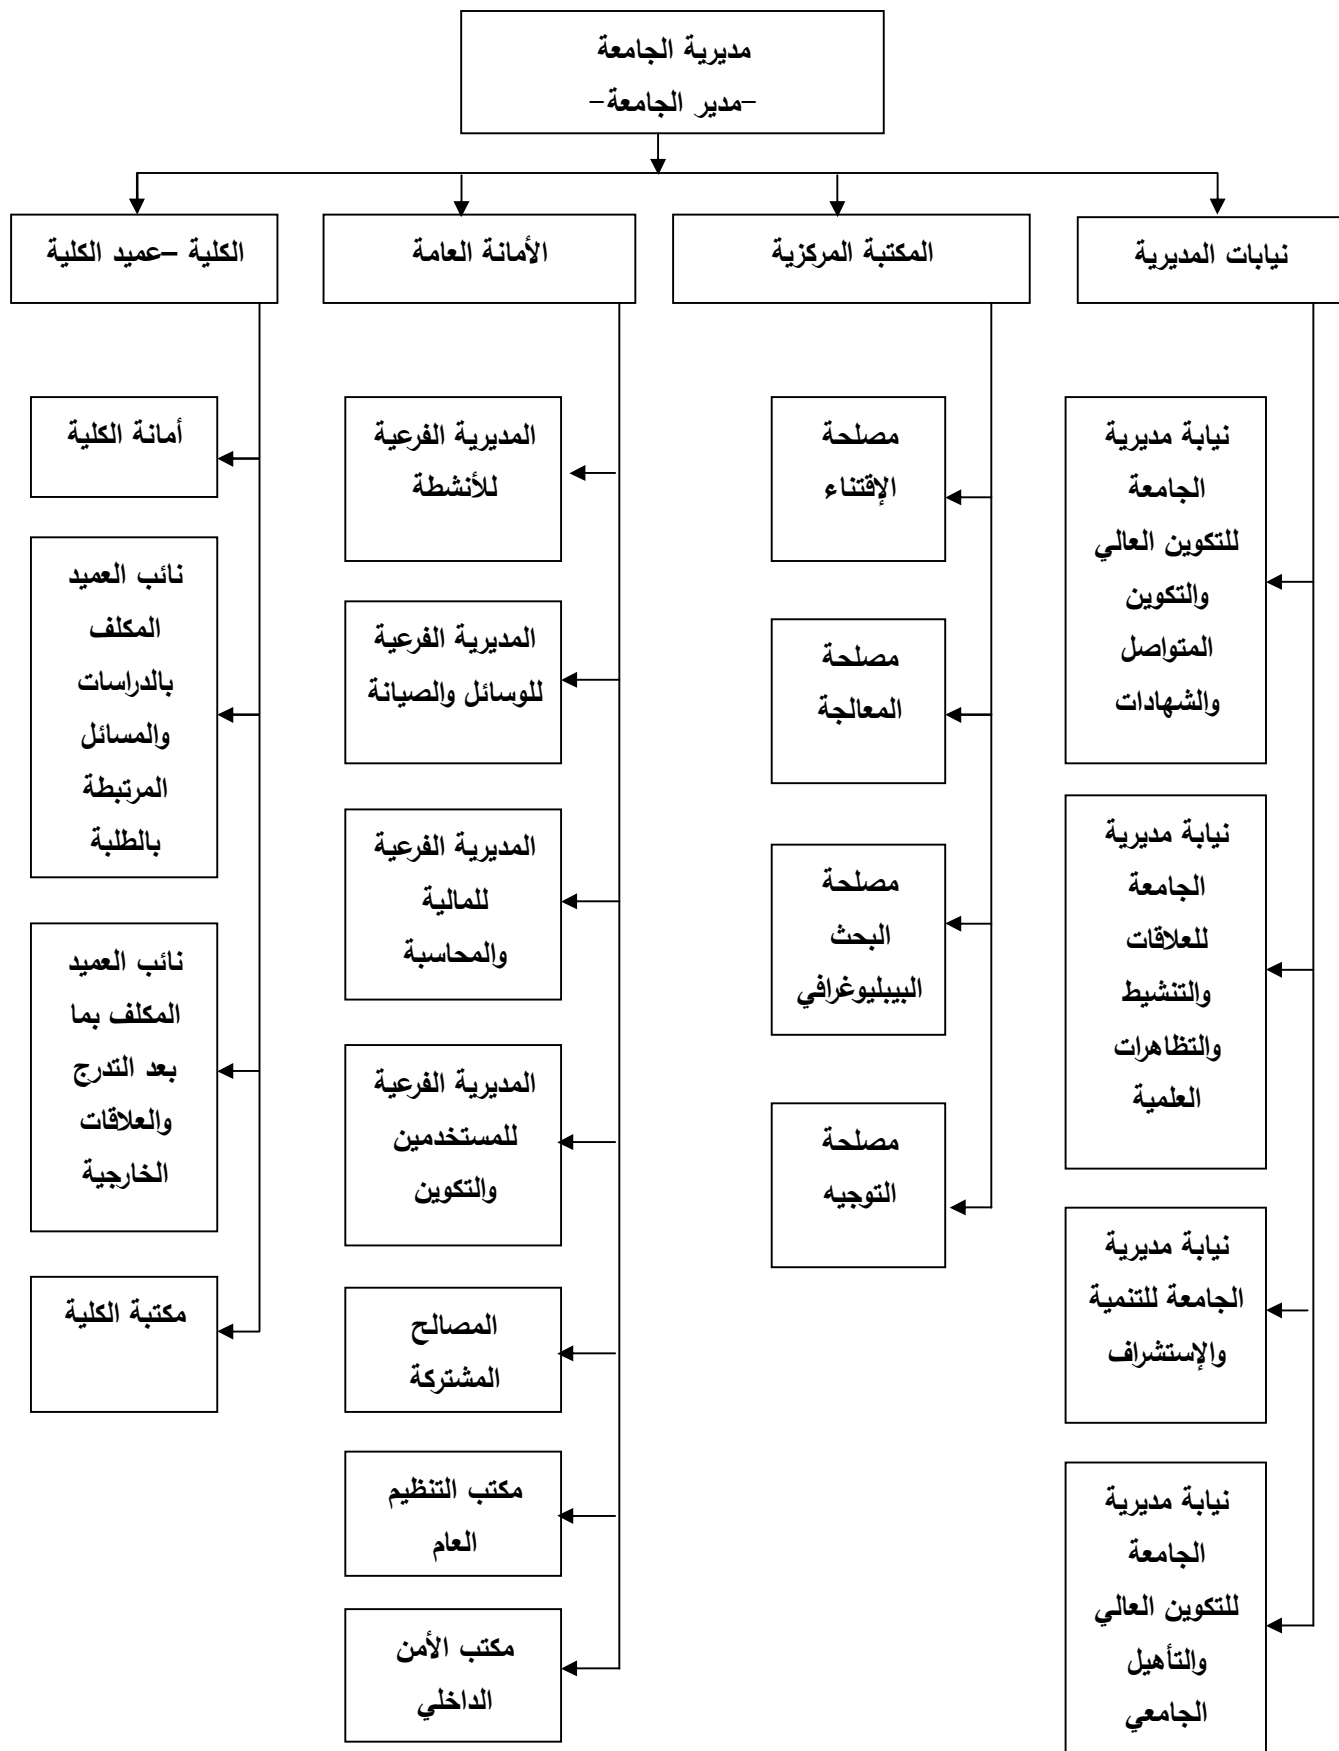 مديرية الجامعة
-مدير الجامعة-
نيابات المديرية
المكتبة المركزية
الأمانة العامة
الكلية –عميد الكلية
نيابة مديرية
الجامعة
للتكوين العالي
والتكوين
المتواصل
والشهادات
نيابة مديرية
الجامعة
للعلاقات
والتنشيط
والتظاهرات
العلمية
نيابة مديرية
الجامعة للتنمية
والإستشراف
نيابة مديرية
الجامعة
للتكوين العالي
والتأهيل
الجامعي
مصلحة
الإقتناء
مصلحة
المعالجة
مصلحة
البحث
البيبليوغرافي
مصلحة
التوجيه
المديرية الفرعية
للأنشطة
المديرية الفرعية
للوسائل والصيانة
المديرية الفرعية
للمالية
والمحاسبة
المديرية الفرعية
للمستخدمين
والتكوين
المصالح
المشتركة
مكتب التنظيم
العام
مكتب الأمن
الداخلي
أمانة الكلية
نائب العميد
المكلف
بالدراسات
والمسائل
المرتبطة
بالطلبة
نائب العميد
المكلف بما
بعد التدرج
والعلاقات
الخارجية
مكتبة الكلية